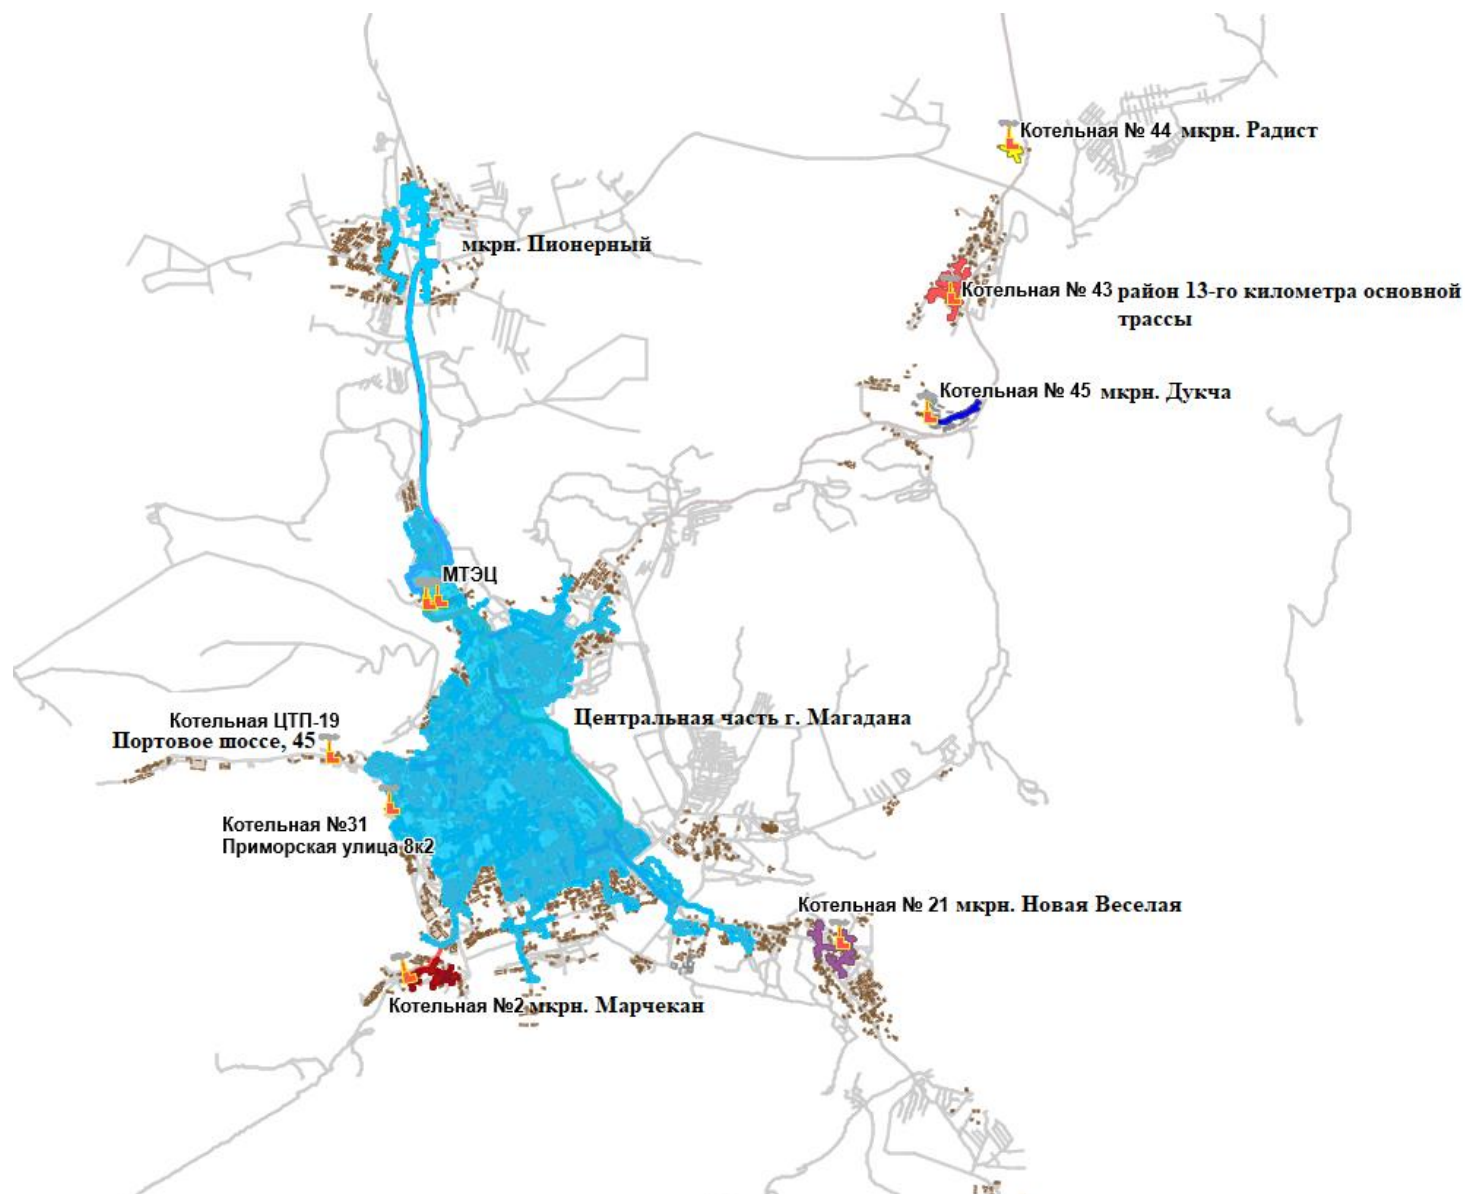 Котельная № 44 мкрн. Радист
мкрн. Пионерный
Котельная № 43 район 13-го километра основной
трассы
Котельная № 45 мкрн. Дукча
МТЭЦ
Котельная ЦТП-19
Портовое шоссе, 45
Центральная часть г. Магадана
Котельная №31
Приморская улица 8к2
Котельная № 21 мкрн. Новая Веселая
Котельная №2 мкрн. Марчекан